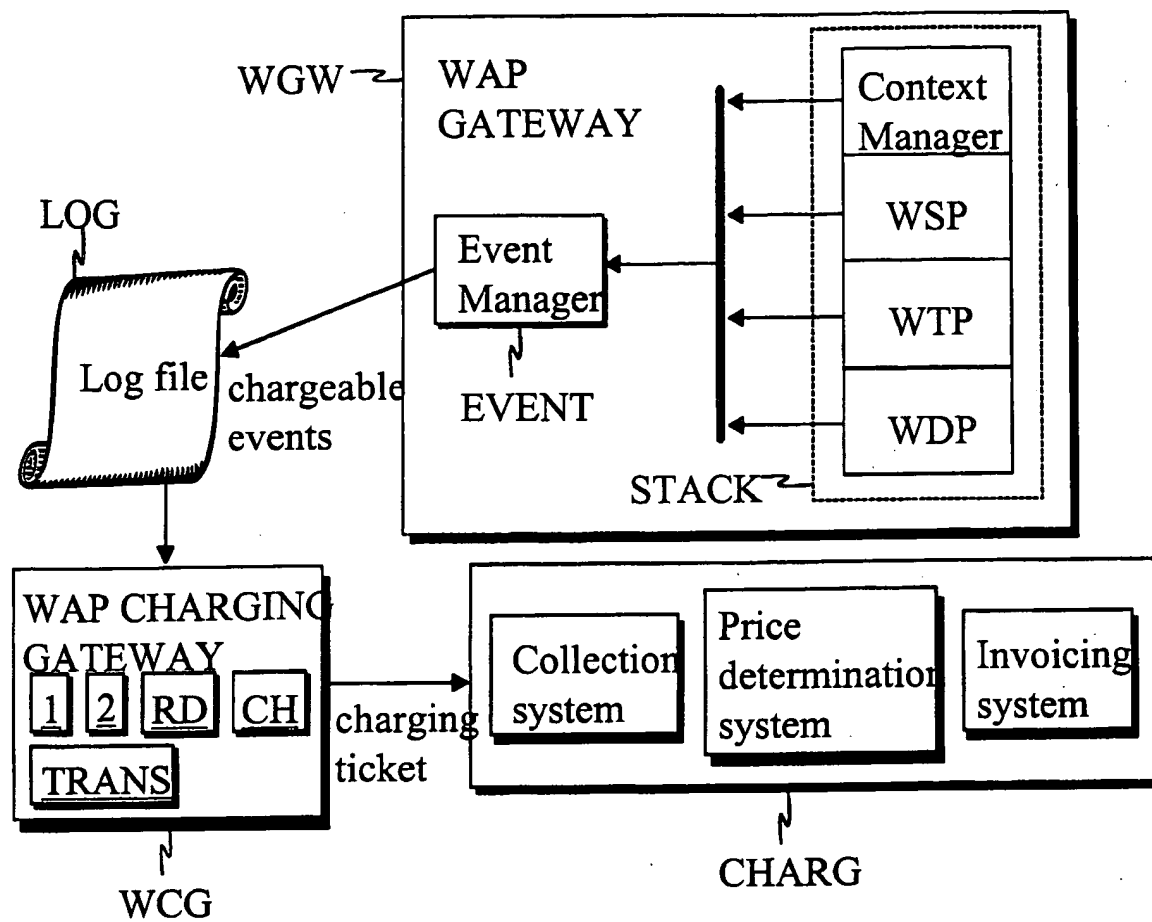 WGW
WAP
GATEWAY
Context
Manager
WSP
WTP
WDP
STACK
Event
Manager
EVENT
LOG
Log file
chargeable
events
WAP CHARGING
GATEWAY
1
2
RD
CH
TRANS
WCG
charging
ticket
Collection
system
Price
determination
system
Invoicing
system
CHARG